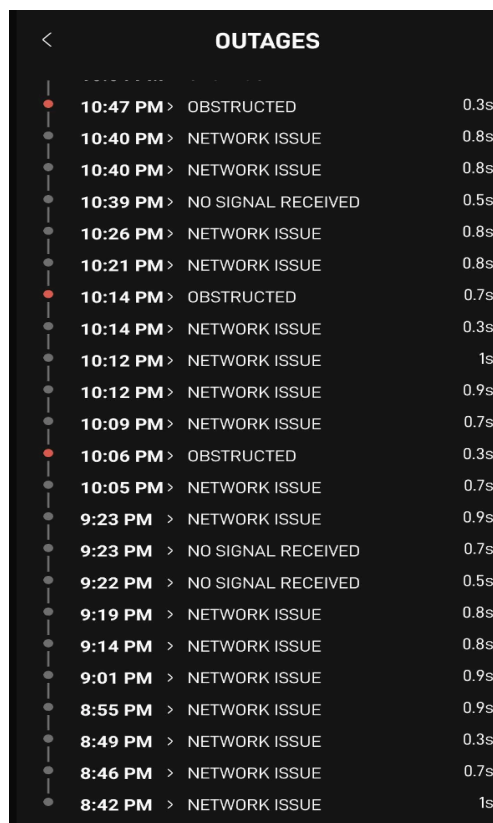 <
OUTAGES
10:47 PM > OBSTRUCTED 0.3s
10:40 PM > NETWORK ISSUE 0.8s
10:40 PM > NETWORK ISSUE 0.8s
10:39 PM > NO SIGNAL RECEIVED 0.5s
10:26 PM > NETWORK ISSUE 0.8s
10:21 PM > NETWORK ISSUE 0.8s
10:14 PM > OBSTRUCTED 0.7s
10:14 PM > NETWORK ISSUE 0.3s
10:12 PM > NETWORK ISSUE 1s
10:12 PM > NETWORK ISSUE 0.9s
10:09 PM > NETWORK ISSUE 0.7s
10:06 PM > OBSTRUCTED 0.3s
10:05 PM > NETWORK ISSUE 0.7s
9:23 PM > NETWORK ISSUE 0.9s
9:23 PM > NO SIGNAL RECEIVED 0.7s
9:22 PM > NO SIGNAL RECEIVED 0.5s
9:19 PM > NETWORK ISSUE 0.8s
9:14 PM > NETWORK ISSUE 0.8s
9:01 PM > NETWORK ISSUE 0.9s
8:55 PM > NETWORK ISSUE 0.9s
8:49 PM > NETWORK ISSUE 0.3s
8:46 PM > NETWORK ISSUE 0.7s
8:42 PM > NETWORK ISSUE 1s